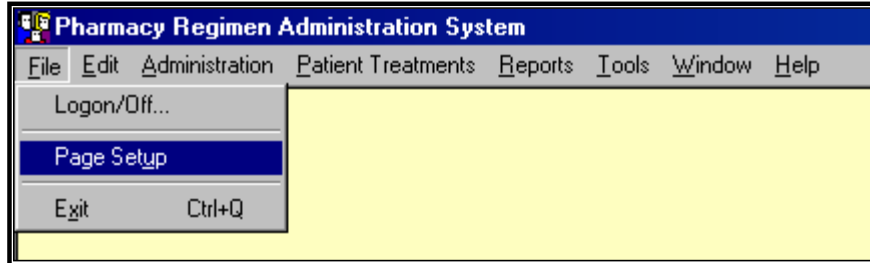 Pharmacy Regimen Administration System
File Edit Administration Patient Treatments Reports Tools Window Help
Logon/Off...
Page Setup
Exit Ctrl+Q